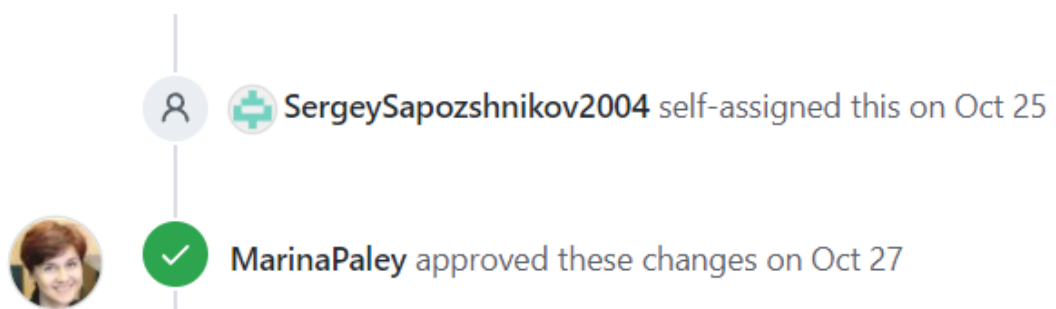 SergeySapozshnikov2004 self-assigned this on Oct 25
MarinaPaley approved these changes on Oct 27